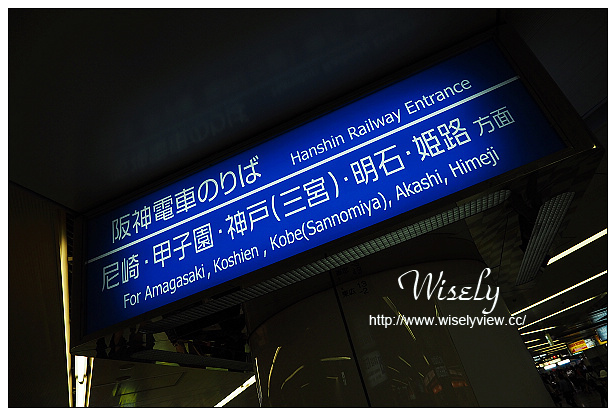 阪神電車のりば Hanshin Railway Entrance
尼崎・甲子園・神戸(三宮)・明石・姫路 方面
For Amagasaki, Koshien , Kobe(Sannomiya), Akashi, Himeji
Wisely
http://www.wiselyview.cc/